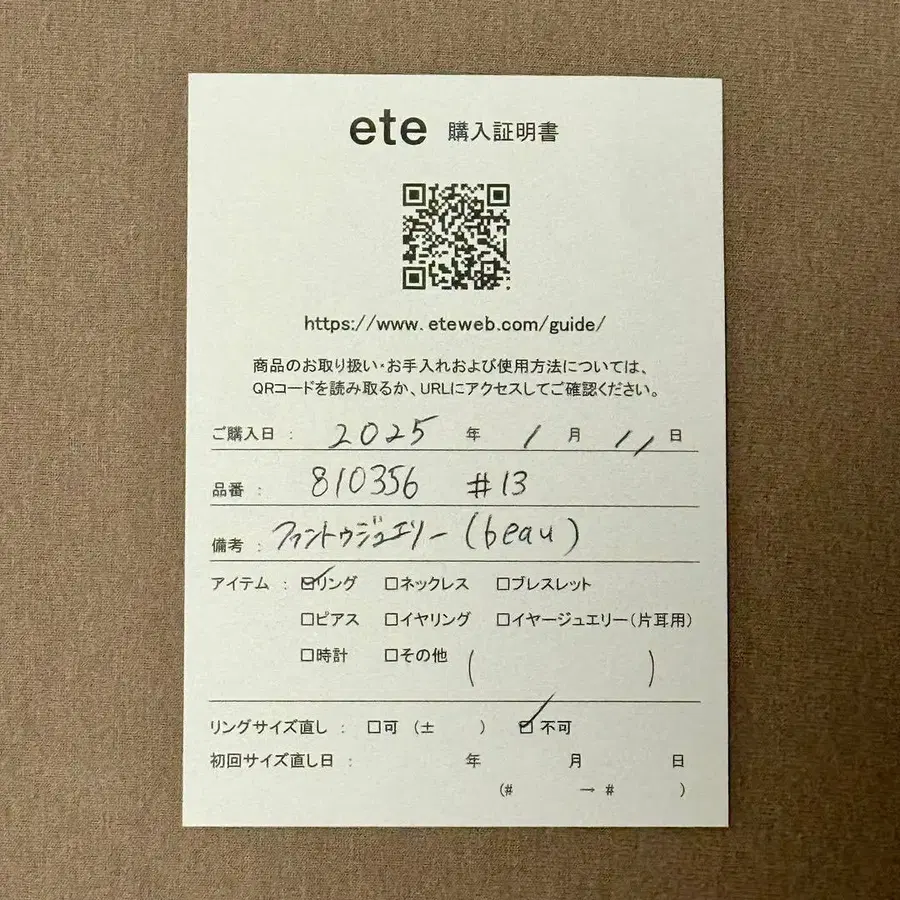 ete 購入証明書
https://www.eteweb.com/guide/
商品のお取り扱い・お手入れおよび使用方法については、
QRコードを読み取るか、URLにアクセスしてご確認ください。
ご購入日 : 2025 年 1 月 11 日
品番 : 810356 #13
備考 : ファントゥジュエリー (beau)
アイテム : ☑リング □ネックレス □ブレスレット
□ピアス □イヤリング □イヤージュエリー(片耳用)
□時計 □その他 ( )
リングサイズ直し : □可 (± ) ☑不可
初回サイズ直し日 : 年 月 日
(# → # )